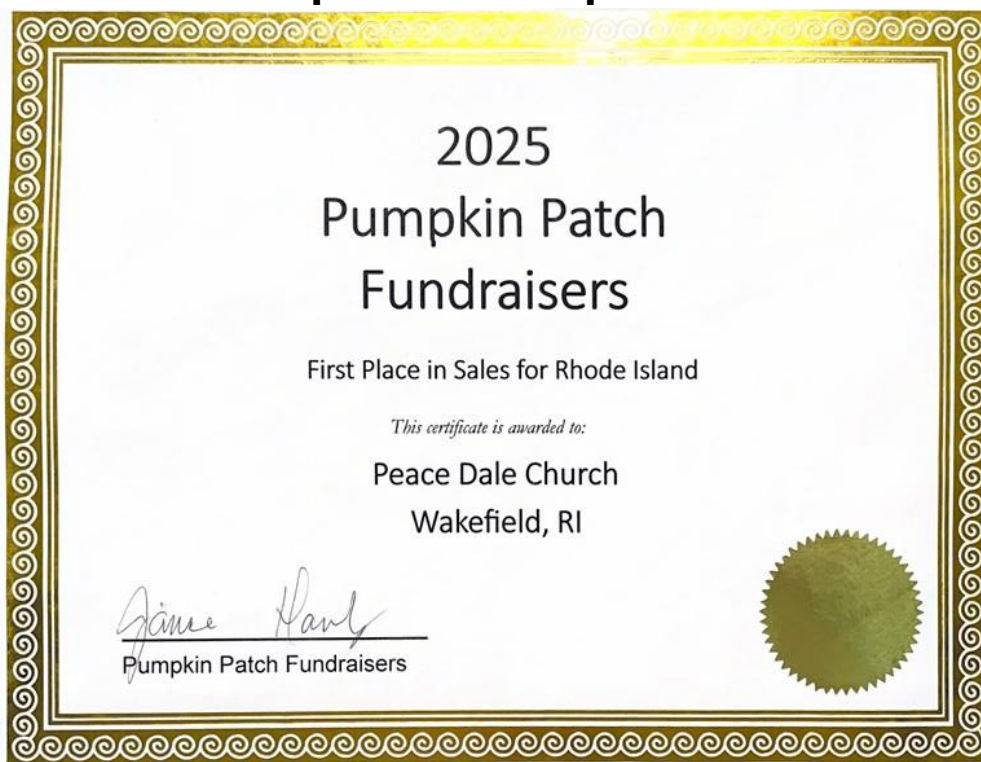 2025
Pumpkin Patch
Fundraisers
First Place in Sales for Rhode Island
This certificate is awarded to:
Peace Dale Church
Wakefield, RI
Pumpkin Patch Fundraisers